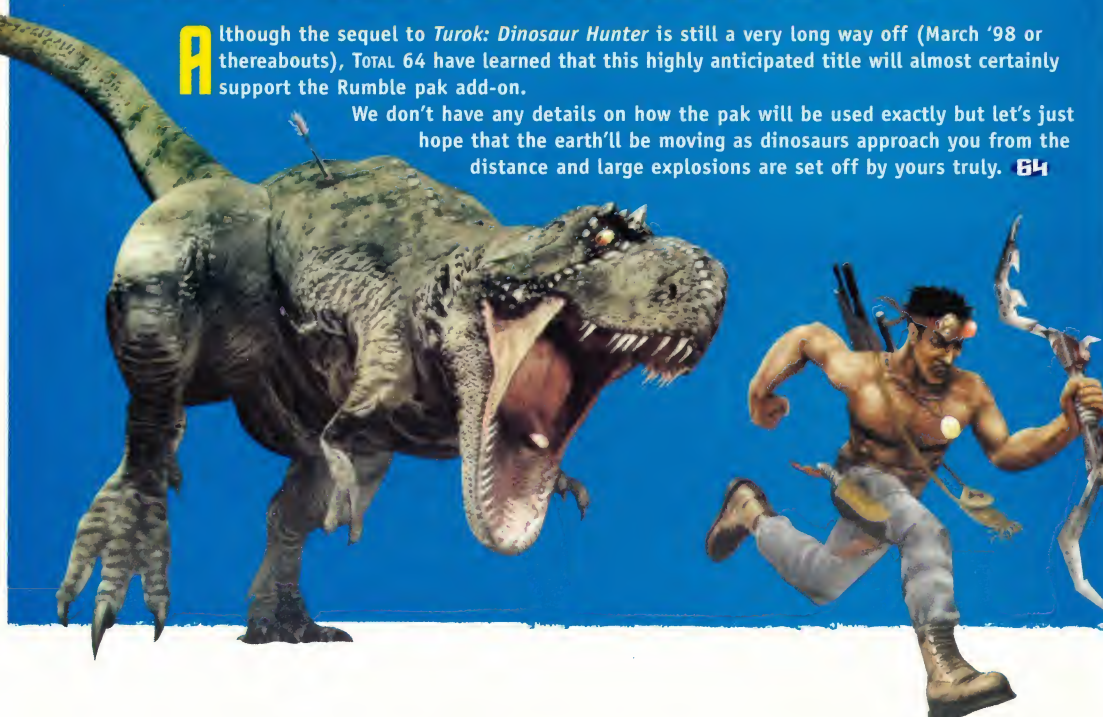 Although the sequel to Turok: Dinosaur Hunter is still a very long way off (March '98 or
thereabouts), TOTAL 64 have learned that this highly anticipated title will almost certainly
support the Rumble pak add-on.
We don't have any details on how the pak will be used exactly but let's just
hope that the earth'll be moving as dinosaurs approach you from the
distance and large explosions are set off by yours truly. 64